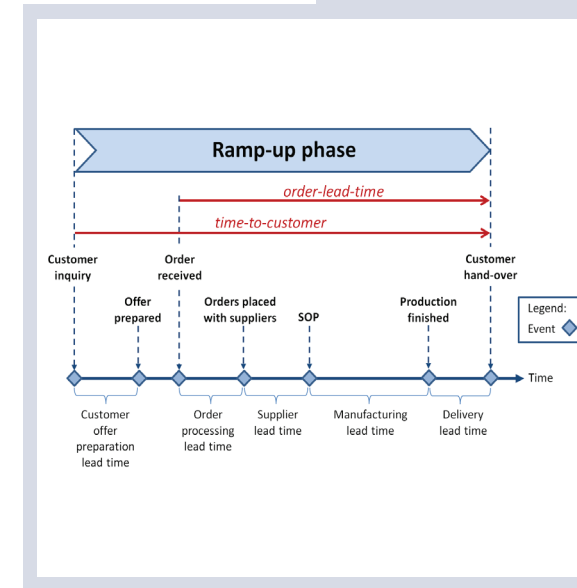 Ramp-up phase
order-lead-time
time-to-customer
Customer
inquiry
Order
received
Customer
hand-over
Offer
prepared
Orders placed
with suppliers
SOP
Production
finished
Legend:
Event
Time
Customer
offer
preparation
lead time
Order
processing
lead time
Supplier
lead time
Manufacturing
lead time
Delivery
lead time